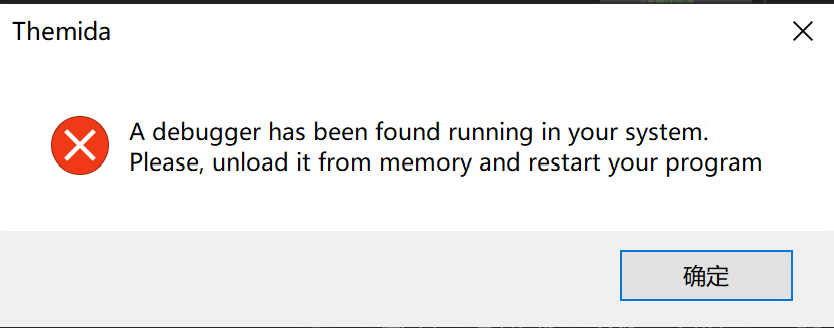 Themida
A debugger has been found running in your system.
Please, unload it from memory and restart your program
确定